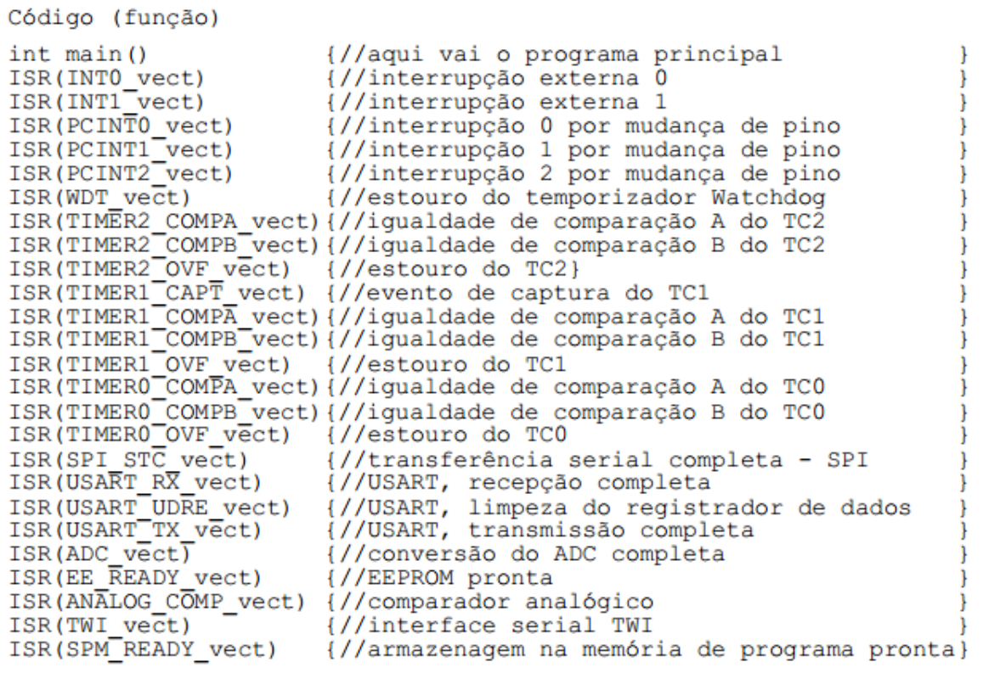 Código (função)
int main() {//aqui vai o programa principal }
ISR(INT0_vect) {//interrupção externa 0 }
ISR(INT1_vect) {//interrupção externa 1 }
ISR(PCINT0_vect) {//interrupção 0 por mudança de pino }
ISR(PCINT1_vect) {//interrupção 1 por mudança de pino }
ISR(PCINT2_vect) {//interrupção 2 por mudança de pino }
ISR(WDT_vect) {//estouro do temporizador Watchdog }
ISR(TIMER2_COMPA_vect){//igualdade de comparação A do TC2 }
ISR(TIMER2_COMPB_vect){//igualdade de comparação B do TC2 }
ISR(TIMER2_OVF_vect) {//estouro do TC2} }
ISR(TIMER1_CAPT_vect) {//evento de captura do TC1 }
ISR(TIMER1_COMPA_vect){//igualdade de comparação A do TC1 }
ISR(TIMER1_COMPB_vect){//igualdade de comparação B do TC1 }
ISR(TIMER1_OVF_vect) {//estouro do TC1 }
ISR(TIMER0_COMPA_vect){//igualdade de comparação A do TC0 }
ISR(TIMER0_COMPB_vect){//igualdade de comparação B do TC0 }
ISR(TIMER0_OVF_vect) {//estouro do TC0 }
ISR(SPI_STC_vect) {//transferência serial completa - SPI }
ISR(USART_RX_vect) {//USART, recepção completa }
ISR(USART_UDRE_vect) {//USART, limpeza do registrador de dados }
ISR(USART_TX_vect) {//USART, transmissão completa }
ISR(ADC_vect) {//conversão do ADC completa }
ISR(EE_READY_vect) {//EEPROM pronta }
ISR(ANALOG_COMP_vect) {//comparador analógico }
ISR(TWI_vect) {//interface serial TWI }
ISR(SPM_READY_vect) {//armazenagem na memória de programa pronta}